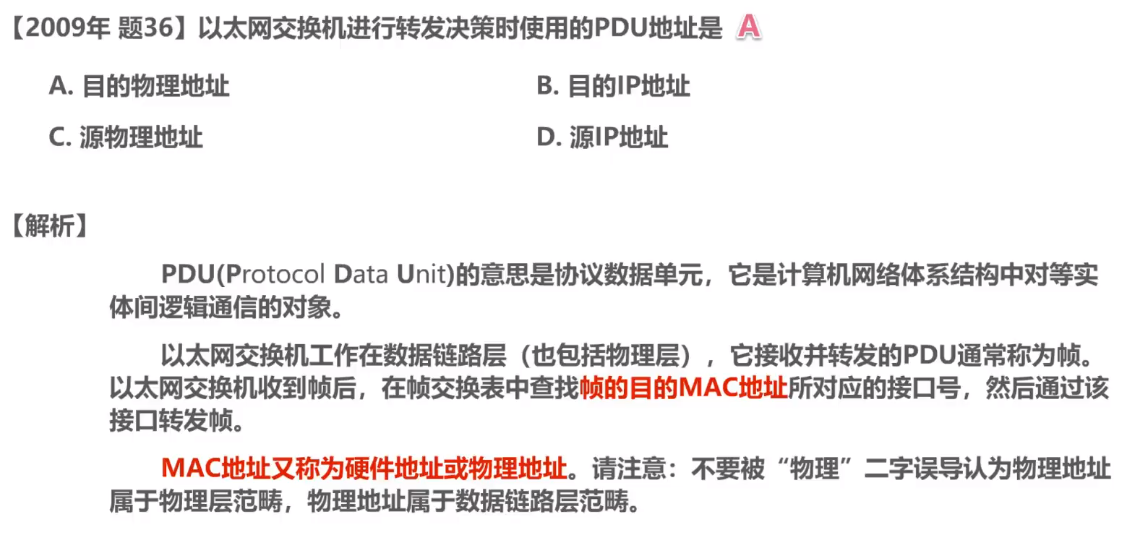 【2009年 题36】以太网交换机进行转发决策时使用的PDU地址是 A
A. 目的物理地址 B. 目的IP地址
C. 源物理地址 D. 源IP地址
【解析】
PDU(Protocol Data Unit)的意思是协议数据单元，它是计算机网络体系结构中对等实
体间逻辑通信的对象。
以太网交换机工作在数据链路层（也包括物理层），它接收并转发的PDU通常称为帧。
以太网交换机收到帧后，在帧交换表中查找帧的目的MAC地址所对应的接口号，然后通过该
接口转发帧。
MAC地址又称为硬件地址或物理地址。请注意：不要被“物理”二字误导认为物理地址
属于物理层范畴，物理地址属于数据链路层范畴。